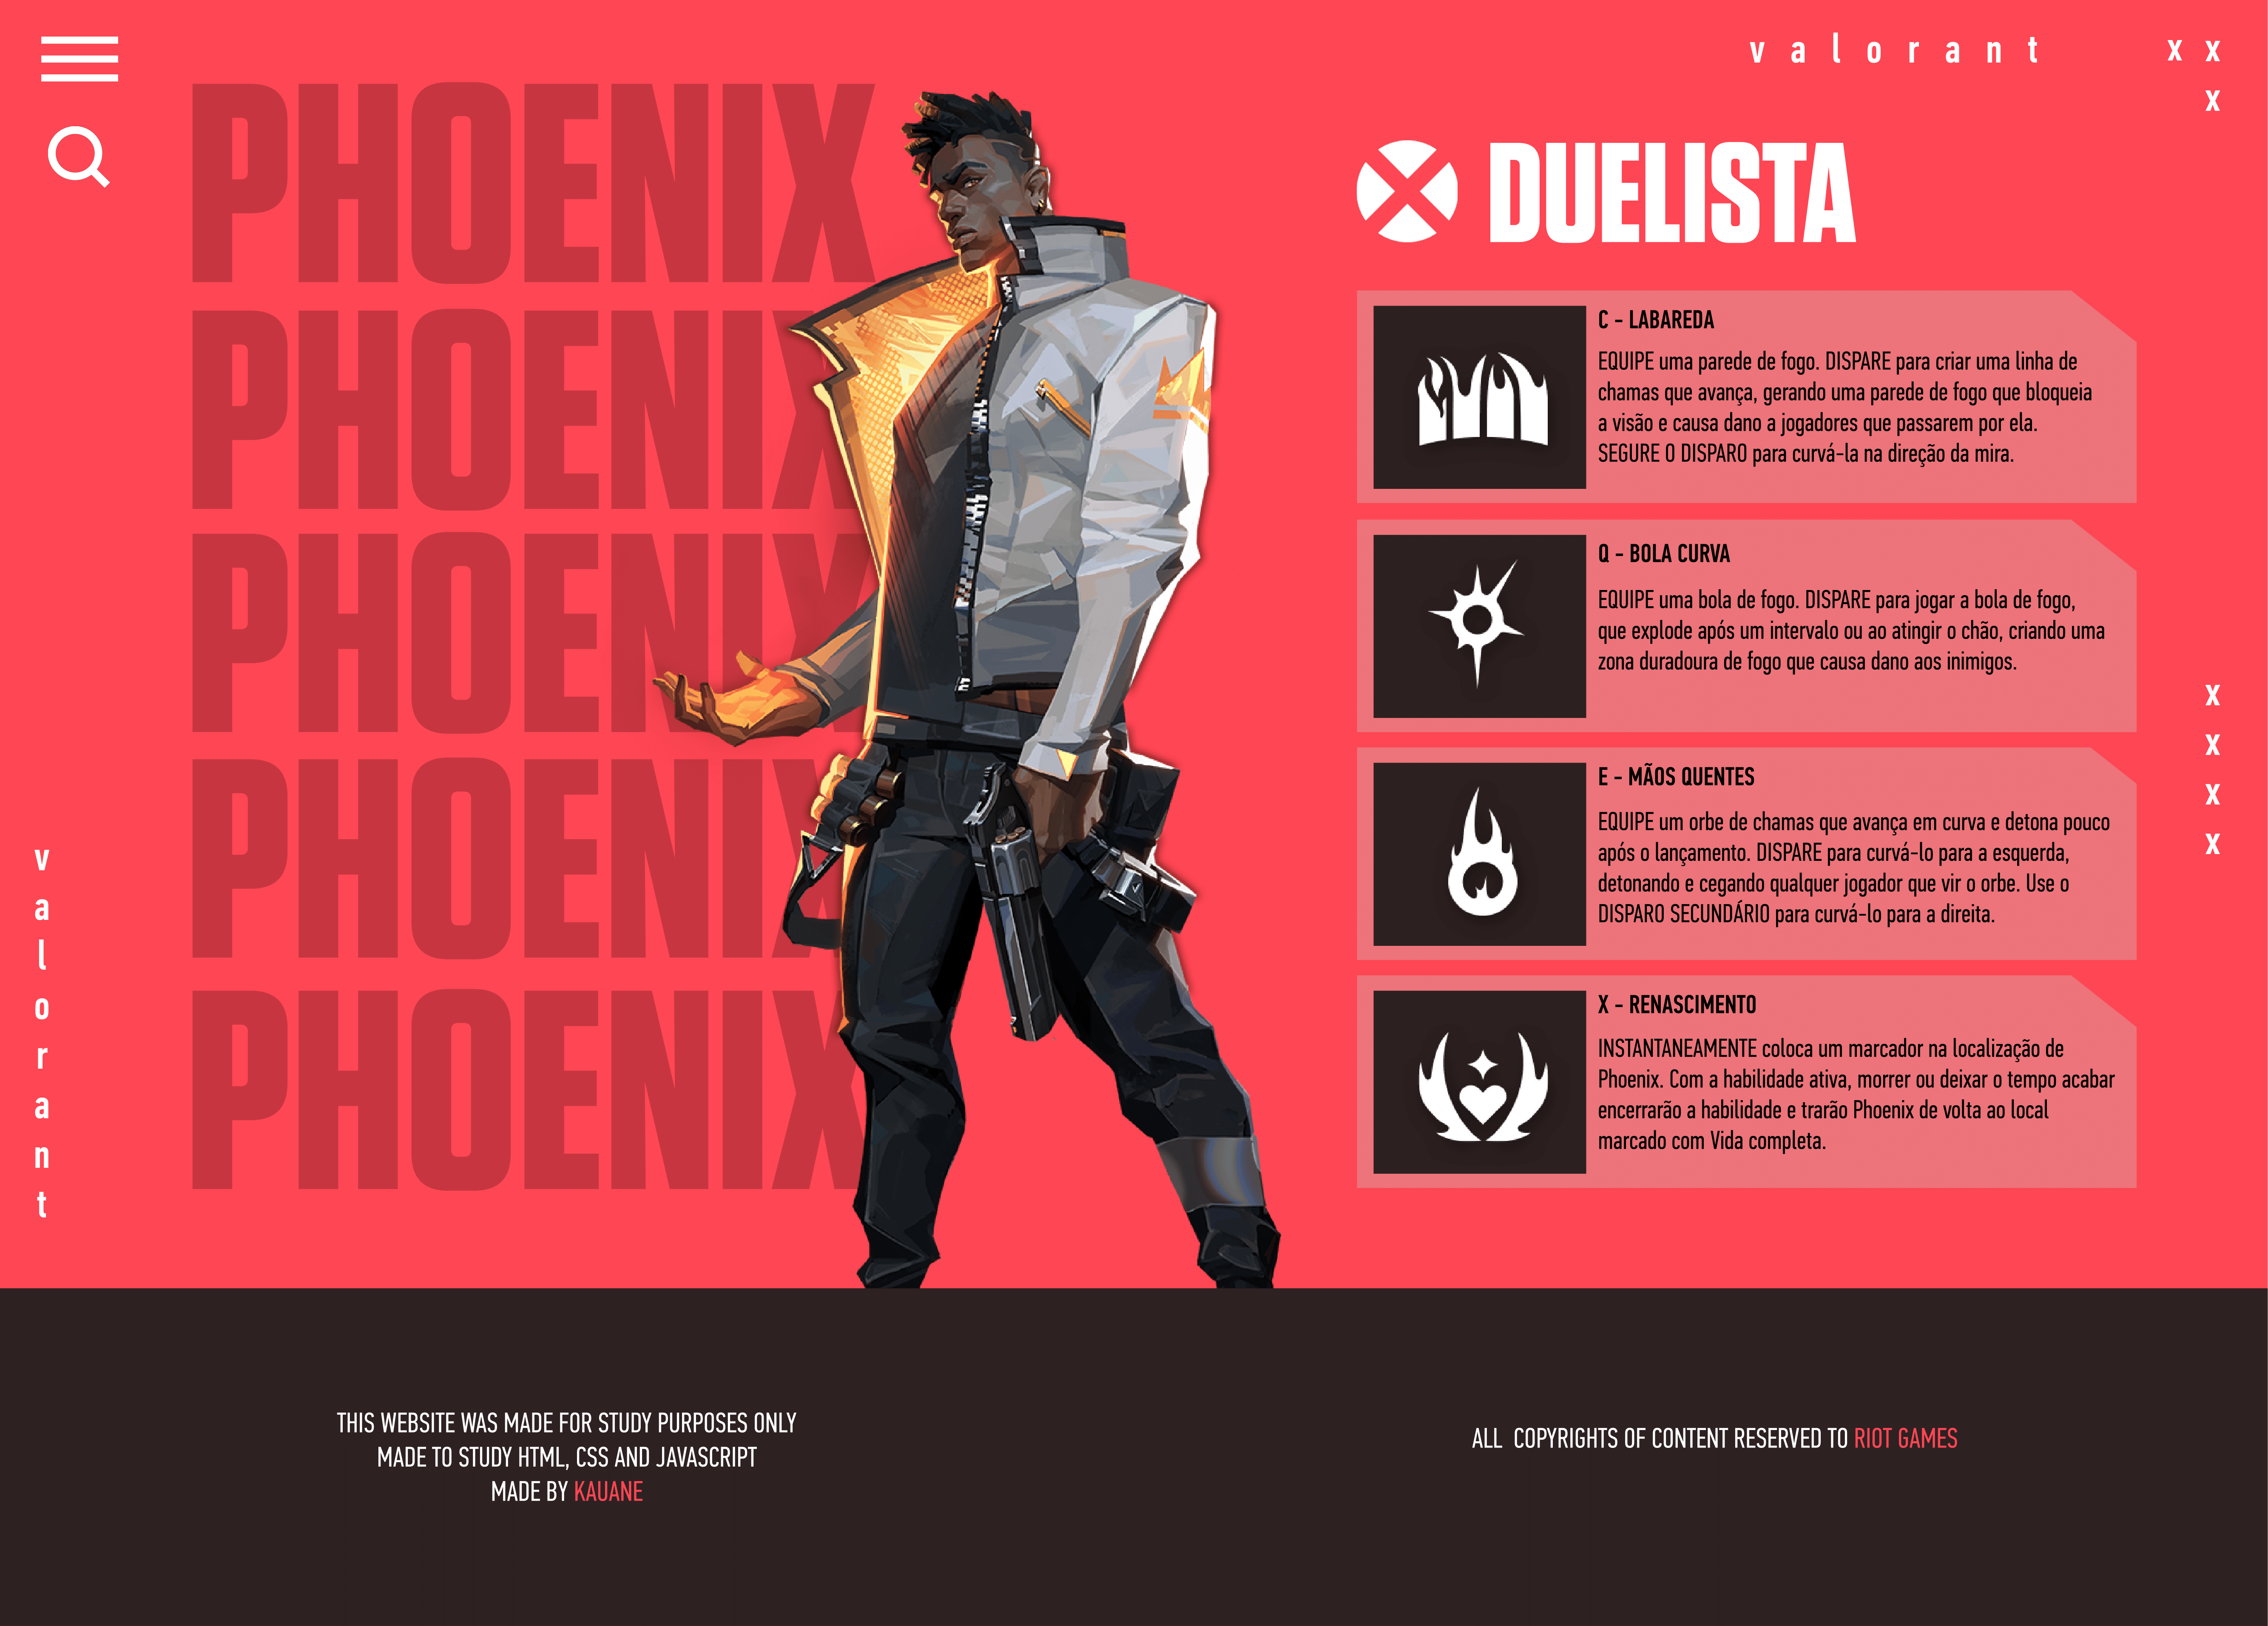 valorant
x x
x
PHOENIX
PHOENIX
PHOENIX
PHOENIX
PHOENIX
DUELISTA
C - LABAREDA
EQUIPE uma parede de fogo. DISPARE para criar uma linha de
chamas que avança, gerando uma parede de fogo que bloqueia
a visão e causa dano a jogadores que passarem por ela.
SEGURE O DISPARO para curvá-la na direção da mira.
Q - BOLA CURVA
EQUIPE uma bola de fogo. DISPARE para jogar a bola de fogo,
que explode após um intervalo ou ao atingir o chão, criando uma
zona duradoura de fogo que causa dano aos inimigos.
E - MÃOS QUENTES
EQUIPE um orbe de chamas que avança em curva e detona pouco
após o lançamento. DISPARE para curvá-lo para a esquerda,
detonando e cegando qualquer jogador que vir o orbe. Use o
DISPARO SECUNDÁRIO para curvá-lo para a direita.
X - RENASCIMENTO
INSTANTANEAMENTE coloca um marcador na localização de
Phoenix. Com a habilidade ativa, morrer ou deixar o tempo acabar
encerrarão a habilidade e trarão Phoenix de volta ao local
marcado com Vida completa.
x
x
x
x
valorant
THIS WEBSITE WAS MADE FOR STUDY PURPOSES ONLY
MADE TO STUDY HTML, CSS AND JAVASCRIPT
MADE BY KAUANE
ALL COPYRIGHTS OF CONTENT RESERVED TO RIOT GAMES